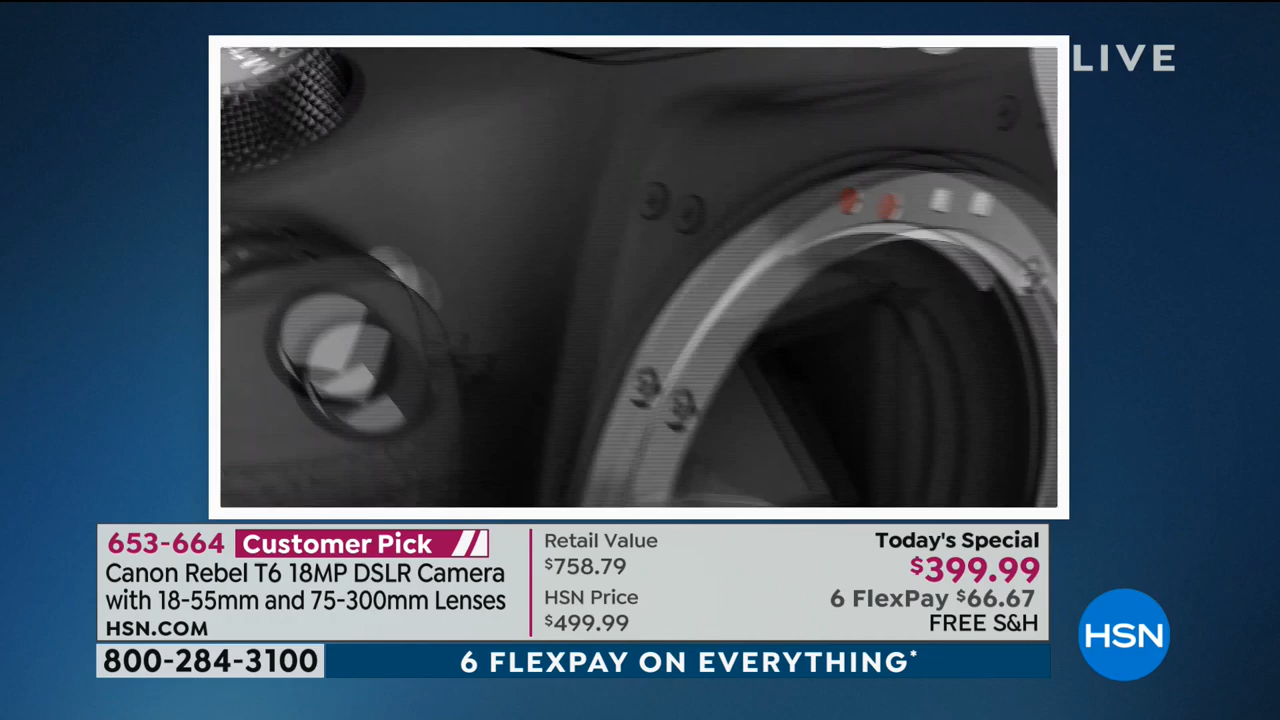 LIVE
653-664 Customer Pick
Canon Rebel T6 18MP DSLR Camera
with 18-55mm and 75-300mm Lenses
HSN.COM
Retail Value
$758.79
HSN Price
$499.99
Today's Special
$399.99
6 FlexPay $66.67
FREE S&H
800-284-3100
6 FLEXPAY ON EVERYTHING*
HSN